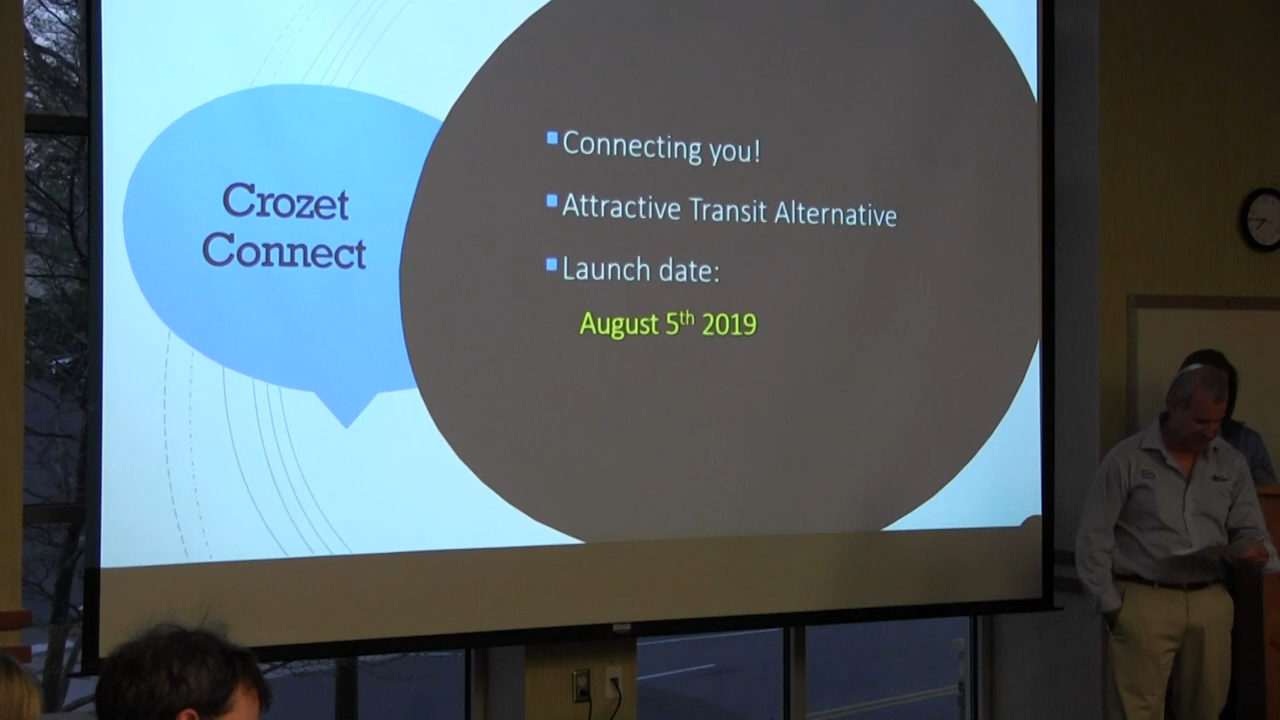 Crozet
Connect
Connecting you!
Attractive Transit Alternative
Launch date:
August 5th 2019